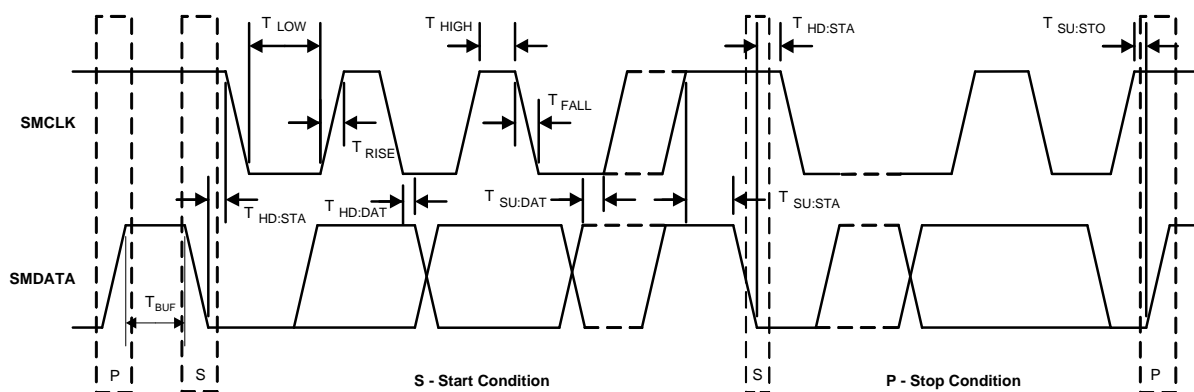 T LOW
T HIGH
T HD:STA
T SU:STO
SMCLK
T FALL
T RISE
T HD:STA
T HD:DAT
T SU:DAT
T SU:STA
SMDATA
T BUF
P
S
S - Start Condition
S
P - Stop Condition
P